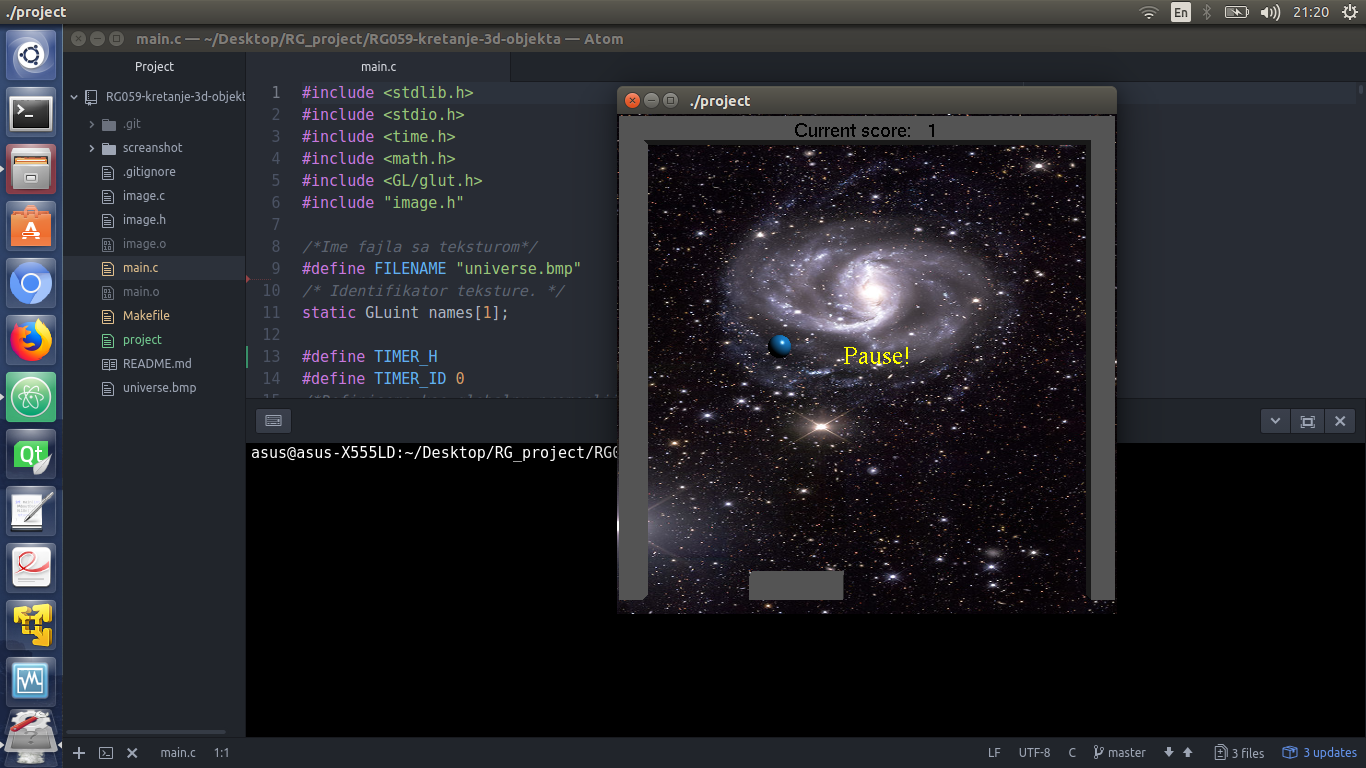 ./project
En
21:20
main.c — ~/Desktop/RG_project/RG059-kretanje-3d-objekta — Atom
Project
RG059-kretanje-3d-objekt
.git
screanshot
.gitignore
image.c
image.h
image.o
main.c
main.o
Makefile
project
README.md
universe.bmp
main.c
1 #include <stdlib.h>
2 #include <stdio.h>
3 #include <time.h>
4 #include <math.h>
5 #include <GL/glut.h>
6 #include "image.h"
7
8 /*Ime fajla sa teksturom*/
9 #define FILENAME "universe.bmp"
10 /* Identifikator teksture. */
11 static GLuint names[1];
12
13 #define TIMER_H
14 #define TIMER_ID 0
./project
Current score: 1
Pause!
asus@asus-X555LD:~/Desktop/RG_project/RG0
Qt
main.c 1:1
LF UTF-8 C master 3 files 3 updates